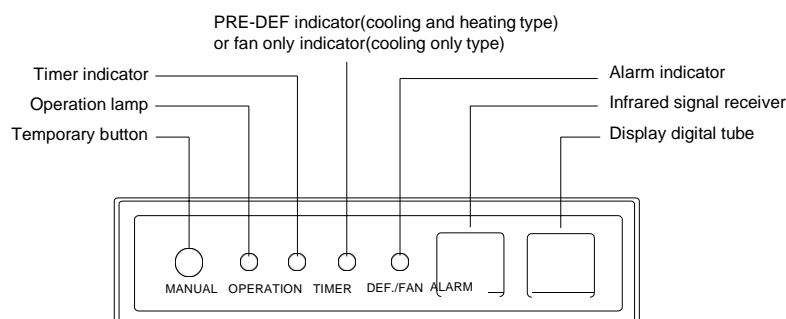 PRE-DEF indicator(cooling and heating type)
or fan only indicator(cooling only type)
Timer indicator
Operation lamp
Temporary button
Alarm indicator
Infrared signal receiver
Display digital tube
MANUAL OPERATION TIMER DEF./FAN ALARM